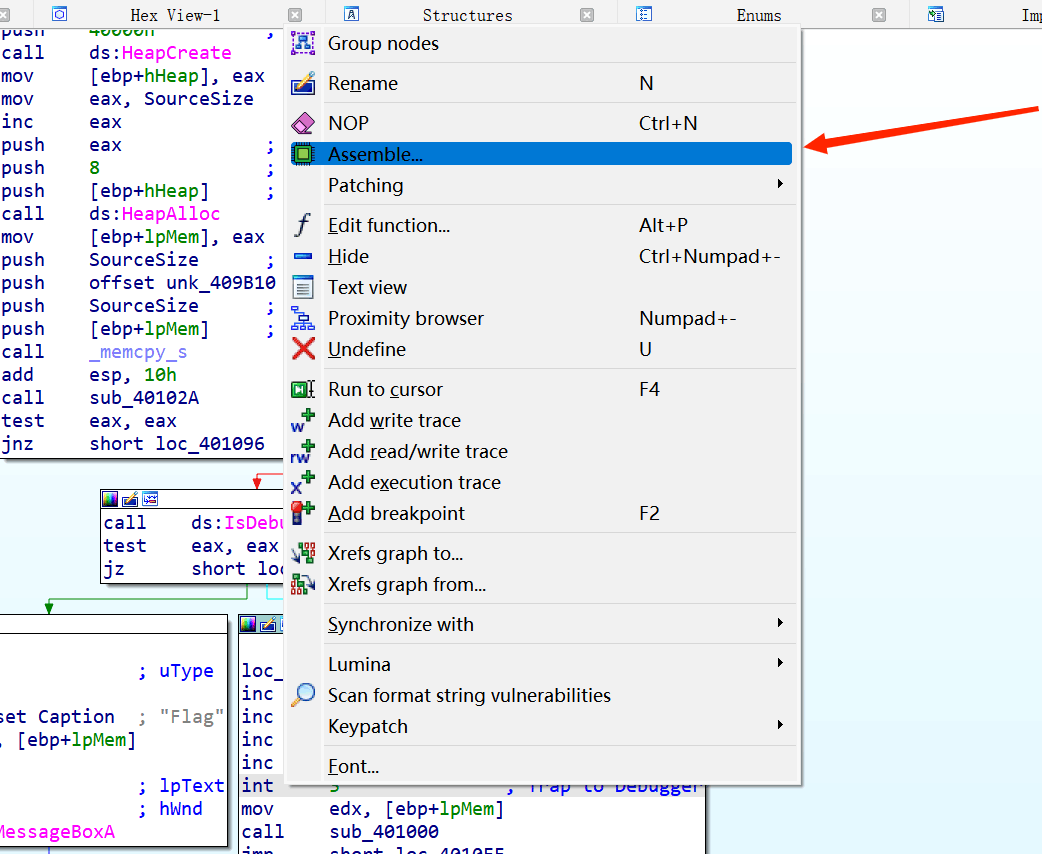 Hex View-1 Structures Enums
push 40000h ;
call ds:HeapCreate
mov [ebp+hHeap], eax
mov eax, SourceSize
inc eax
push eax ;
push 8 ;
push [ebp+hHeap] ;
call ds:HeapAlloc
mov [ebp+lpMem], eax
push SourceSize ;
push offset unk_409B10
push SourceSize ;
push [ebp+lpMem] ;
call _memcpy_s
add esp, 10h
call sub_40102A
test eax, eax
jnz short loc_401096
call ds:IsDebu
test eax, eax
jz short loc
; uType
set Caption ; "Flag"
, [ebp+lpMem]
; lpText
; hWnd
MessageBoxA
loc_
inc
inc
inc
inc
int 3 ; Trap to Debugger
mov edx, [ebp+lpMem]
call sub_401000
jmp short loc_4010EF
Group nodes
Rename N
NOP Ctrl+N
Assemble...
Patching
Edit function... Alt+P
Hide Ctrl+Numpad+-
Text view
Proximity browser Numpad+-
Undefine U
Run to cursor F4
Add write trace
Add read/write trace
Add execution trace
Add breakpoint F2
Xrefs graph to...
Xrefs graph from...
Synchronize with
Lumina
Scan format string vulnerabilities
Keypatch
Font...